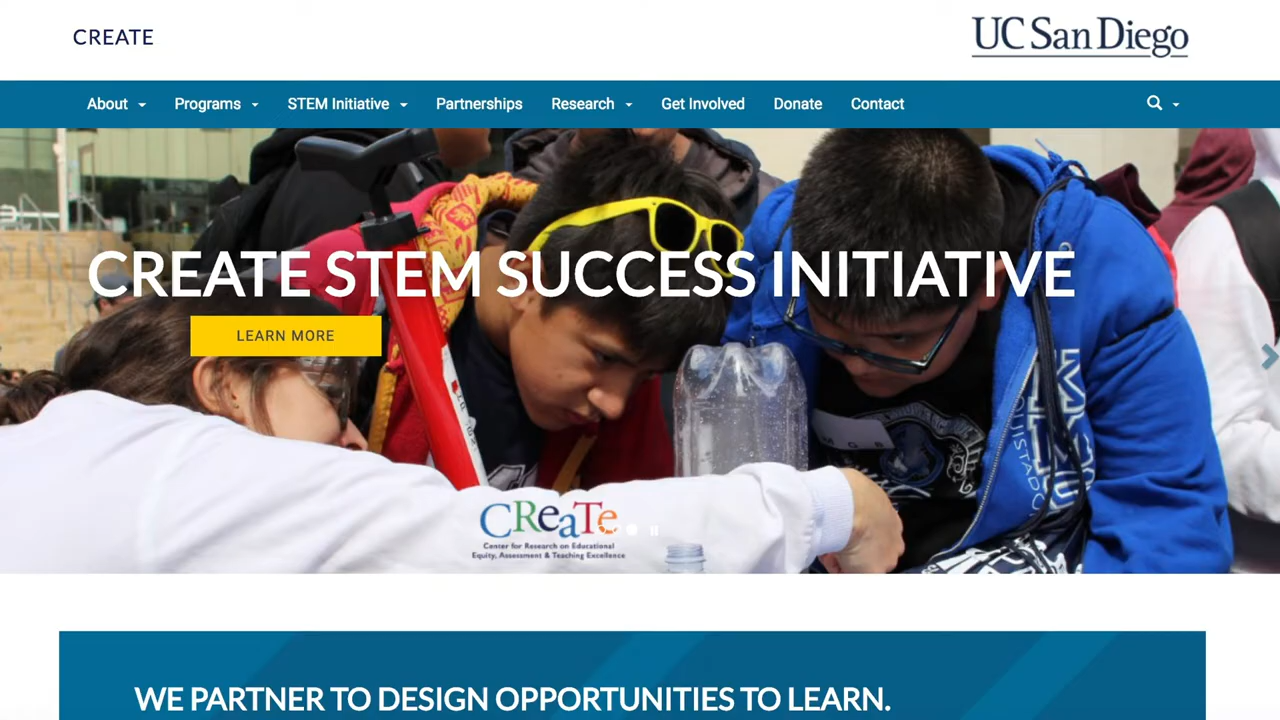 CREATE
UC San Diego
About
Programs
STEM Initiative
Partnerships
Research
Get Involved
Donate
Contact
CREATE STEM SUCCESS INITIATIVE
LEARN MORE
M G B
CREaTe
Center for Research on Educational
Equity, Assessment & Teaching Excellence
WE PARTNER TO DESIGN OPPORTUNITIES TO LEARN.